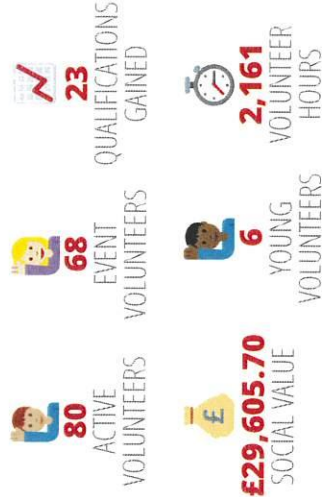 80
ACTIVE
VOLUNTEERS
68
EVENT
VOLUNTEERS
23
QUALIFICATIONS
GAINED
£
£29,605.70
SOCIAL VALUE
6
YOUNG
VOLUNTEERS
2,161
VOLUNTEER
HOURS